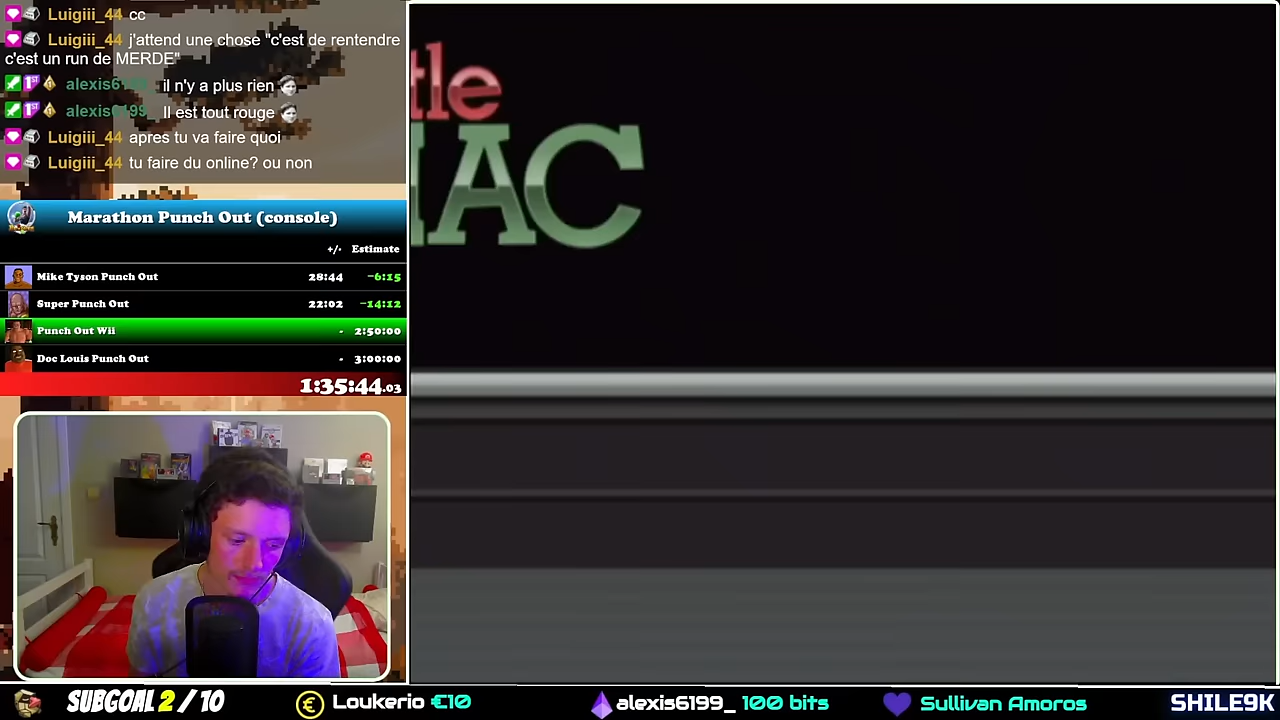 Luigiii_44 cc
Luigiii_44 j'attend une chose "c'est de rentendre
c'est un run de MERDE"
alexis6199_ il n'y a plus rien
alexis6199_ Il est tout rouge
Luigiii_44 apres tu va faire quoi
Luigiii_44 tu faire du online? ou non
Marathon Punch Out (console)
+/- Estimate
Mike Tyson Punch Out 28:44 -6:15
Super Punch Out 22:02 -14:12
Punch Out Wii - 2:50:00
Doc Louis Punch Out - 3:00:00
1:35:44.03
tle
AC
SUBGOAL 2 / 10
Loukerio €10
alexis6199_ 100 bits
Sullivan Amoros
SHILE9K